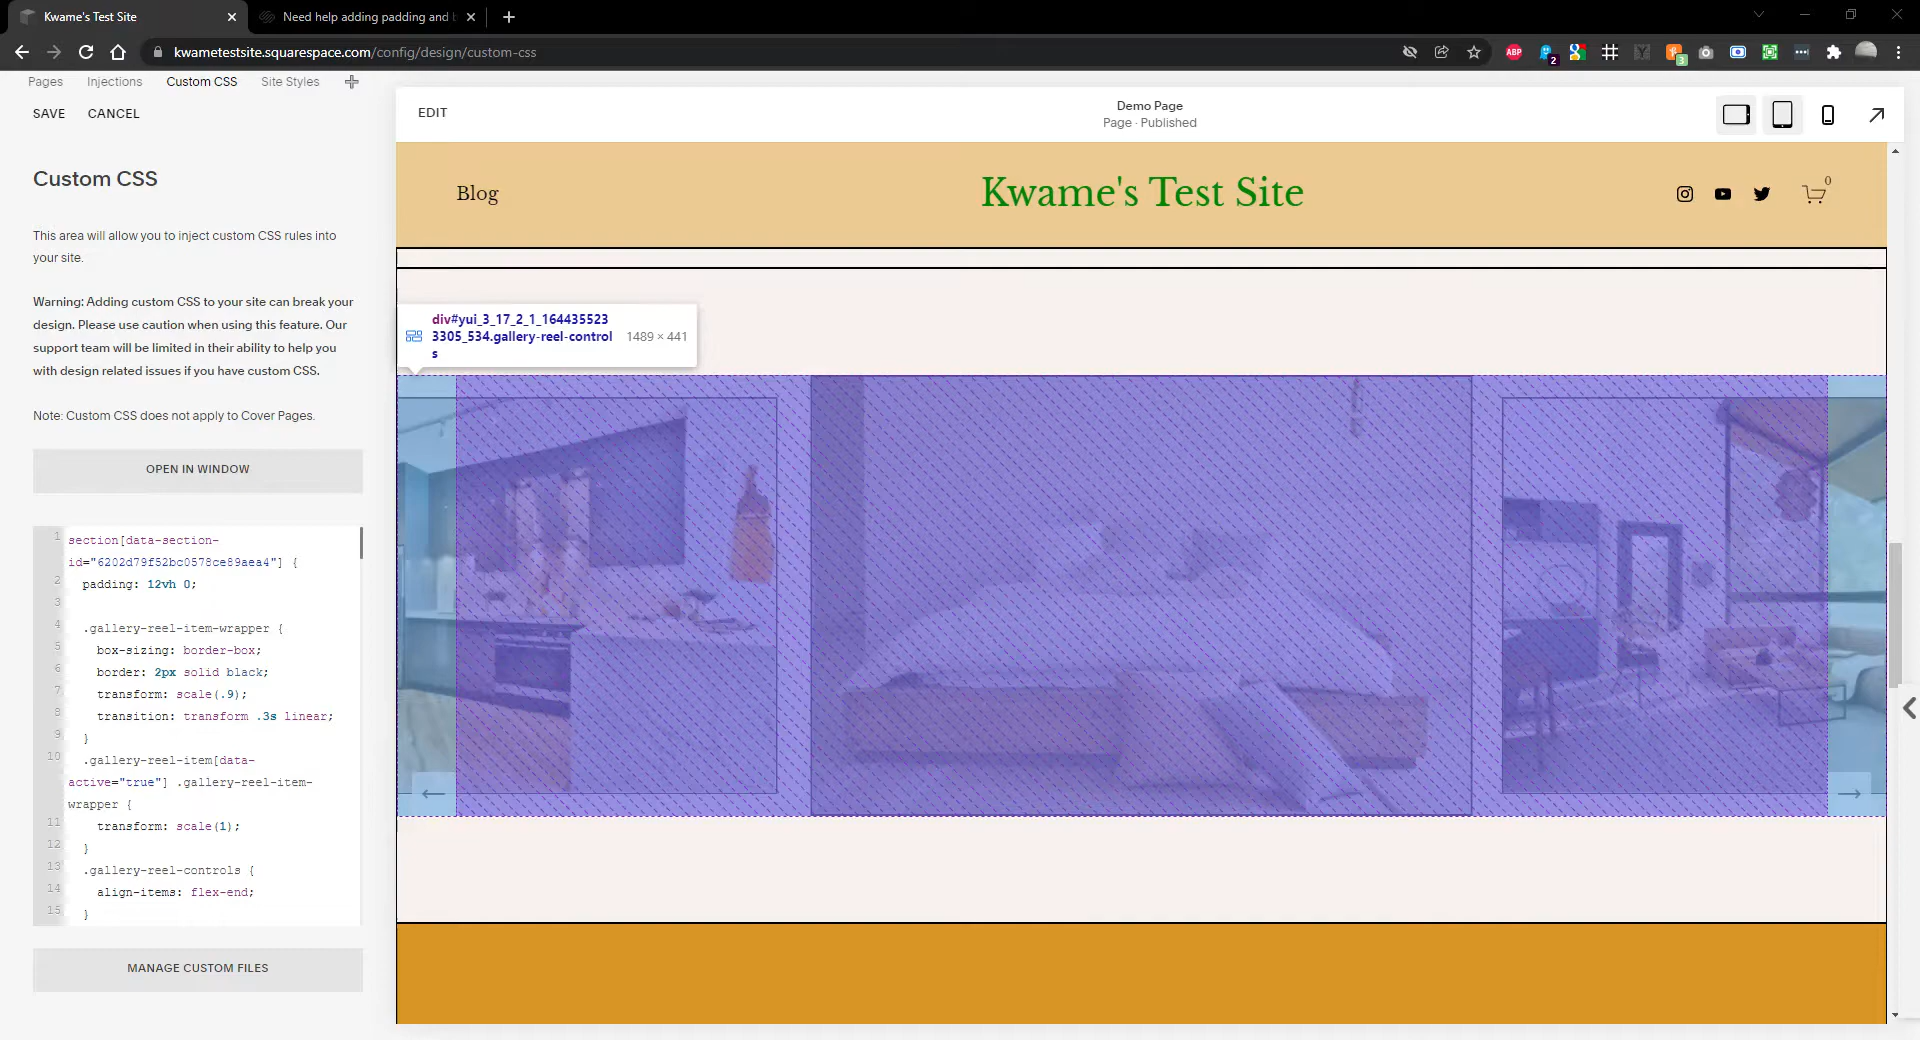 Kwame's Test Site
Need help adding padding and b
kwametestsite.squarespace.com/config/design/custom-css
ABP
2
3
Pages
Injections
Custom CSS
Site Styles
SAVE
CANCEL
EDIT
Demo Page
Page · Published
Custom CSS
This area will allow you to inject custom CSS rules into
your site.
Warning: Adding custom CSS to your site can break your
design. Please use caution when using this feature. Our
support team will be limited in their ability to help you
with design related issues if you have custom CSS.
Note: Custom CSS does not apply to Cover Pages.
OPEN IN WINDOW
1 section[data-section-
id="6202d79f52bc0578ce89aea4"] {
2 padding: 12vh 0;
3
4 .gallery-reel-item-wrapper {
5 box-sizing: border-box;
6 border: 2px solid black;
7 transform: scale(.9);
8 transition: transform .3s linear;
9 }
10 .gallery-reel-item[data-
active="true"] .gallery-reel-item-
wrapper {
11 transform: scale(1);
12 }
13 .gallery-reel-controls {
14 align-items: flex-end;
15 }
MANAGE CUSTOM FILES
Blog
Kwame's Test Site
0
div#yui_3_17_2_1_164435523
3305_534.gallery-reel-control
s
1489 × 441